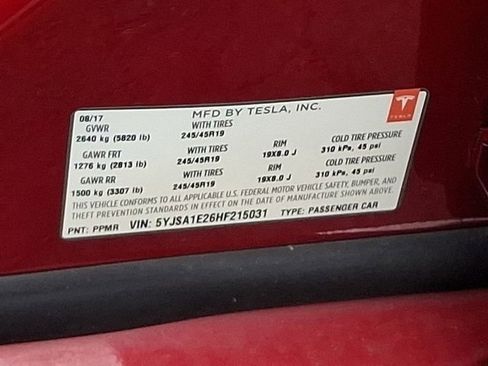 08/17 MFD BY TESLA, INC. TESLA
GVWR WITH TIRES
2640 kg (5820 lb) 245/45R19
GAWR FRT WITH TIRES RIM COLD TIRE PRESSURE
1276 kg (2813 lb) 245/45R19 19X8.0 J 310 kPa, 45 psi
GAWR RR WITH TIRES RIM COLD TIRE PRESSURE
1500 kg (3307 lb) 245/45R19 19X8.0 J 310 kPa, 45 psi
THIS VEHICLE CONFORMS TO ALL APPLICABLE U.S. FEDERAL MOTOR VEHICLE SAFETY, BUMPER, AND
THEFT PREVENTION STANDARDS IN EFFECT ON THE DATE OF MANUFACTURE SHOWN ABOVE.
PNT: PPMR VIN: 5YJSA1E26HF215031 TYPE: PASSENGER CAR